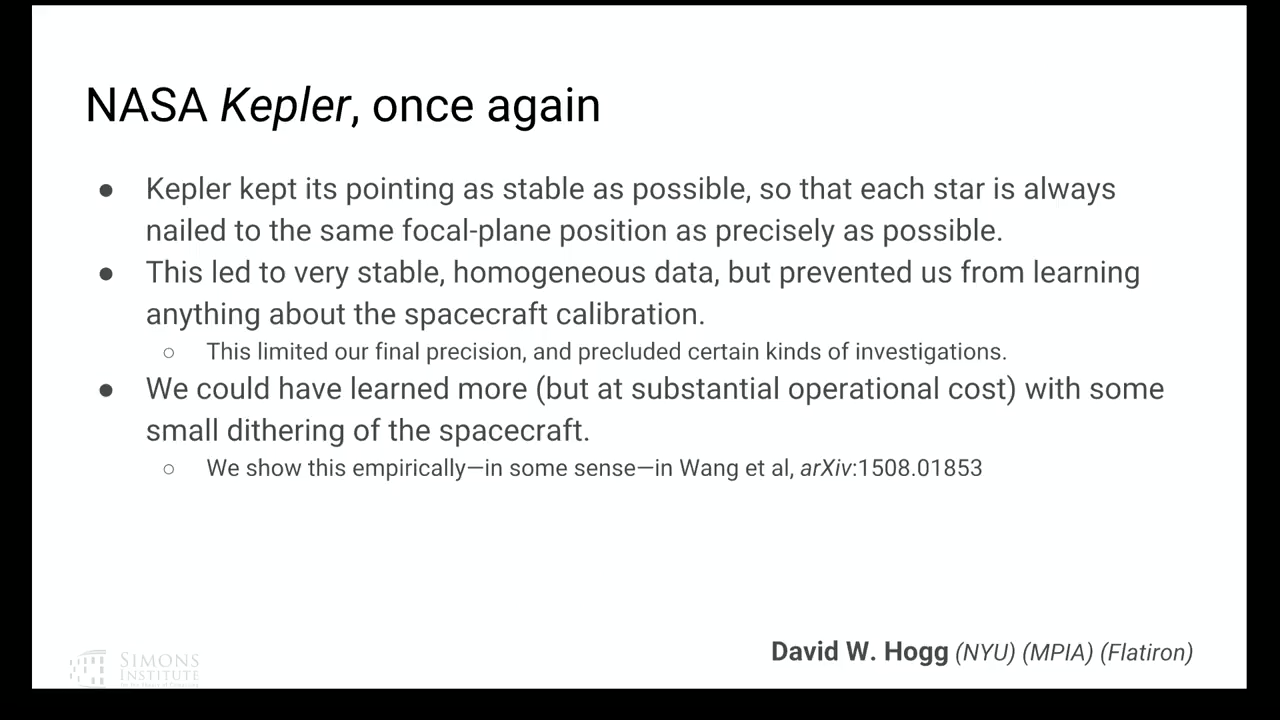 NASA Kepler, once again
● Kepler kept its pointing as stable as possible, so that each star is always
nailed to the same focal-plane position as precisely as possible.
● This led to very stable, homogeneous data, but prevented us from learning
anything about the spacecraft calibration.
○ This limited our final precision, and precluded certain kinds of investigations.
● We could have learned more (but at substantial operational cost) with some
small dithering of the spacecraft.
○ We show this empirically—in some sense—in Wang et al, arXiv:1508.01853
David W. Hogg (NYU) (MPIA) (Flatiron)
SIMONS
INSTITUTE